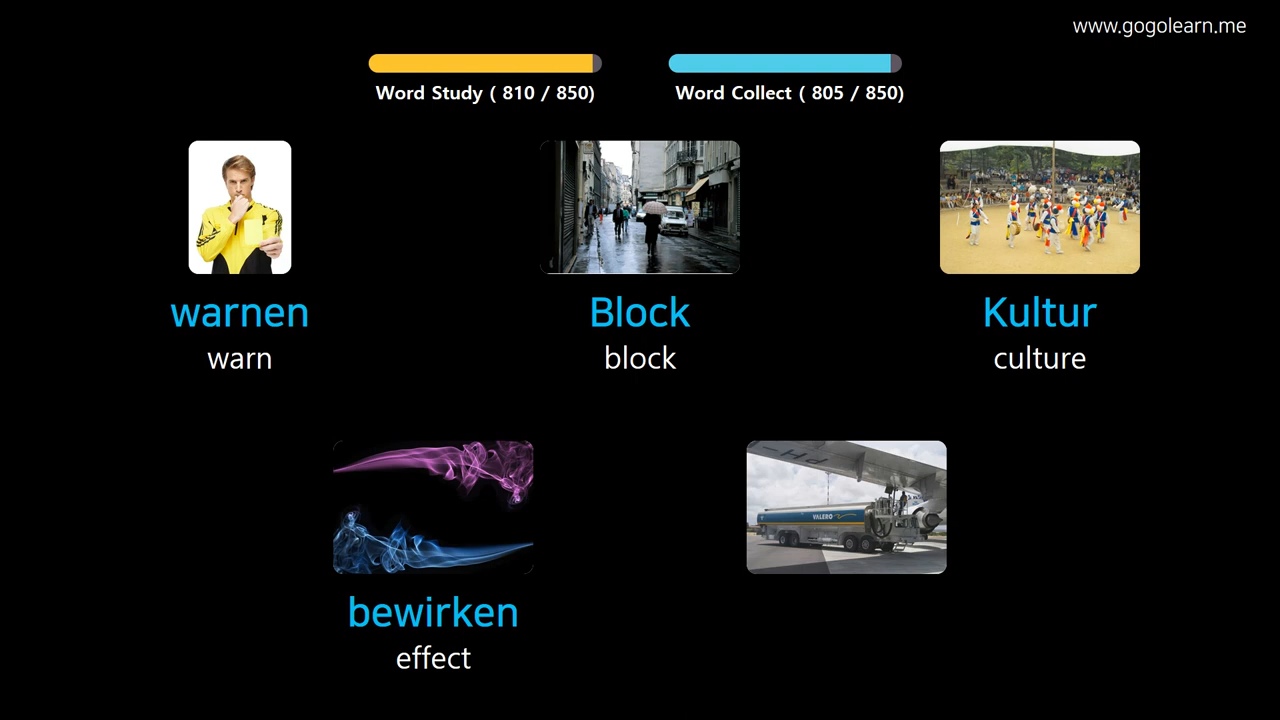 www.gogolearn.me
Word Study ( 810 / 850)
Word Collect ( 805 / 850)
warnen
warn
Block
block
Kultur
culture
PH-
VALERO
bewirken
effect